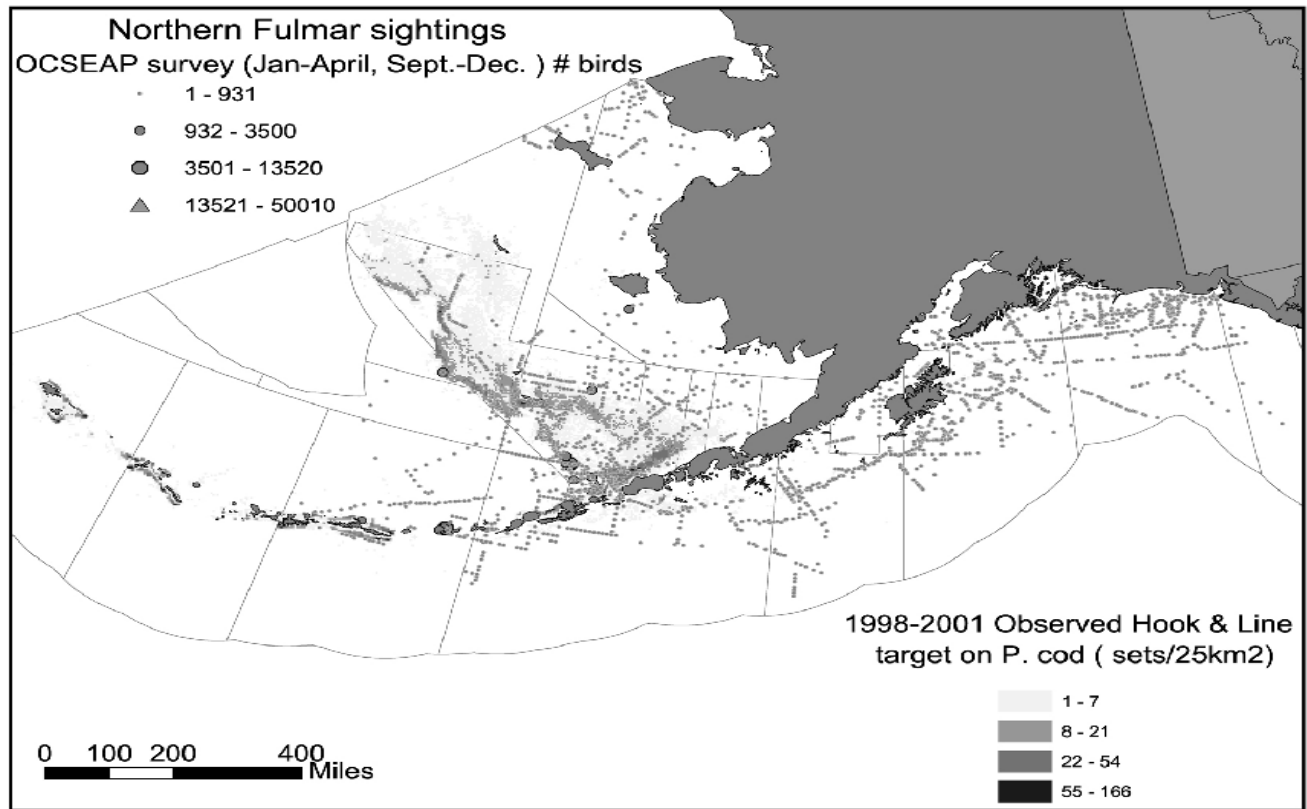 Northern Fulmar sightings
OCSEAP survey (Jan-April, Sept.-Dec. ) # birds
1 - 931
932 - 3500
3501 - 13520
13521 - 50010
1998-2001 Observed Hook & Line
target on P. cod ( sets/25km2)
1 - 7
8 - 21
22 - 54
55 - 166
0 100 200 400
Miles